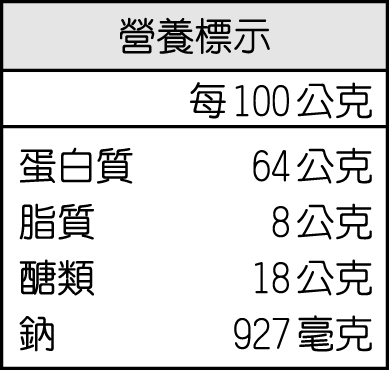 營養標示
每100公克
蛋白質 64公克
脂質 8公克
醣類 18公克
鈉 927毫克